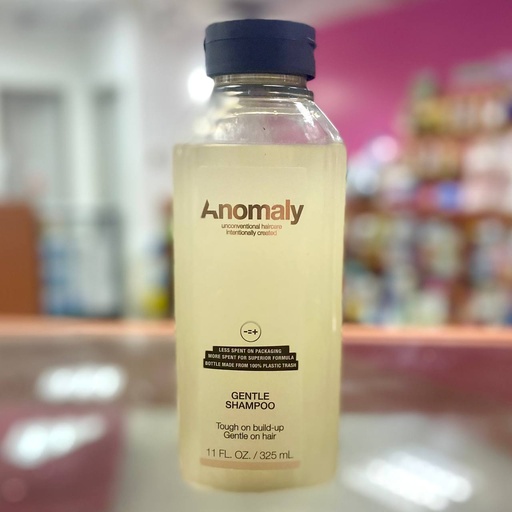 Anomaly
unconventional haircare
intentionally created
-=+
LESS SPENT ON PACKAGING
MORE SPENT FOR SUPERIOR FORMULA
BOTTLE MADE FROM 100% PLASTIC TRASH
GENTLE
SHAMPOO
Tough on build-up
Gentle on hair
11 FL. OZ. / 325 mL